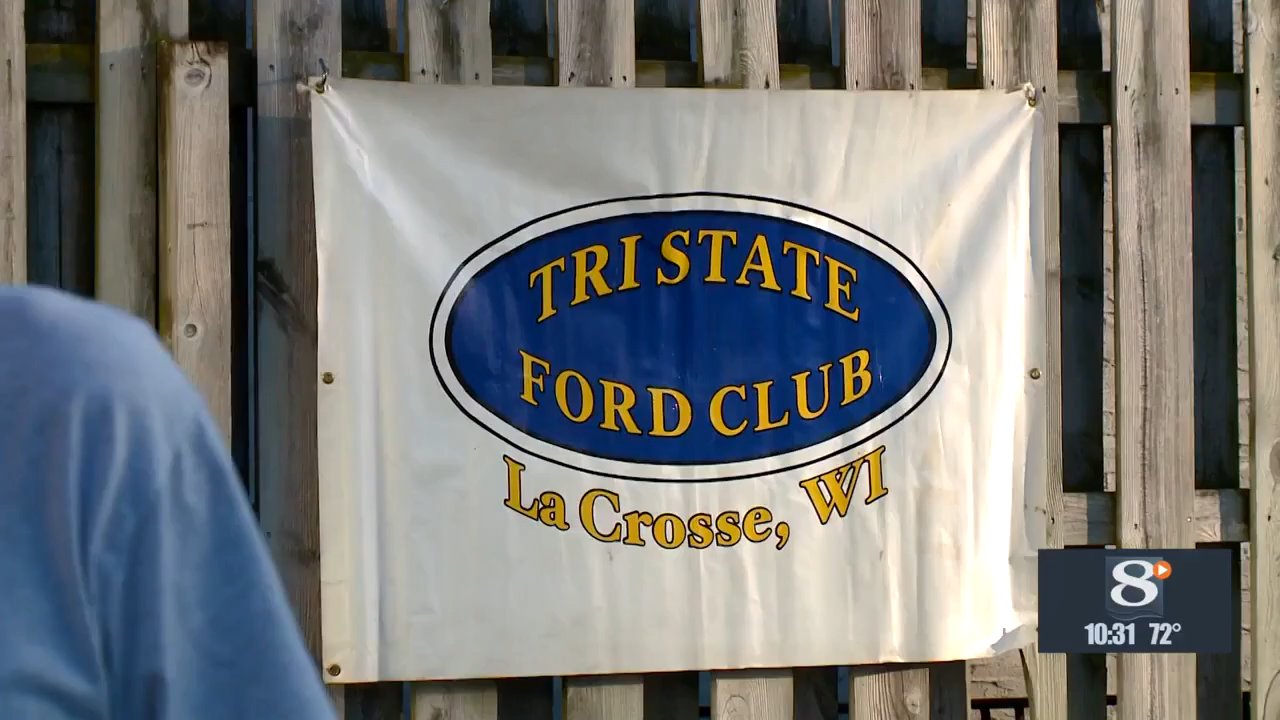 TRI STATE
FORD CLUB
La Crosse, WI
8
10:31 72°